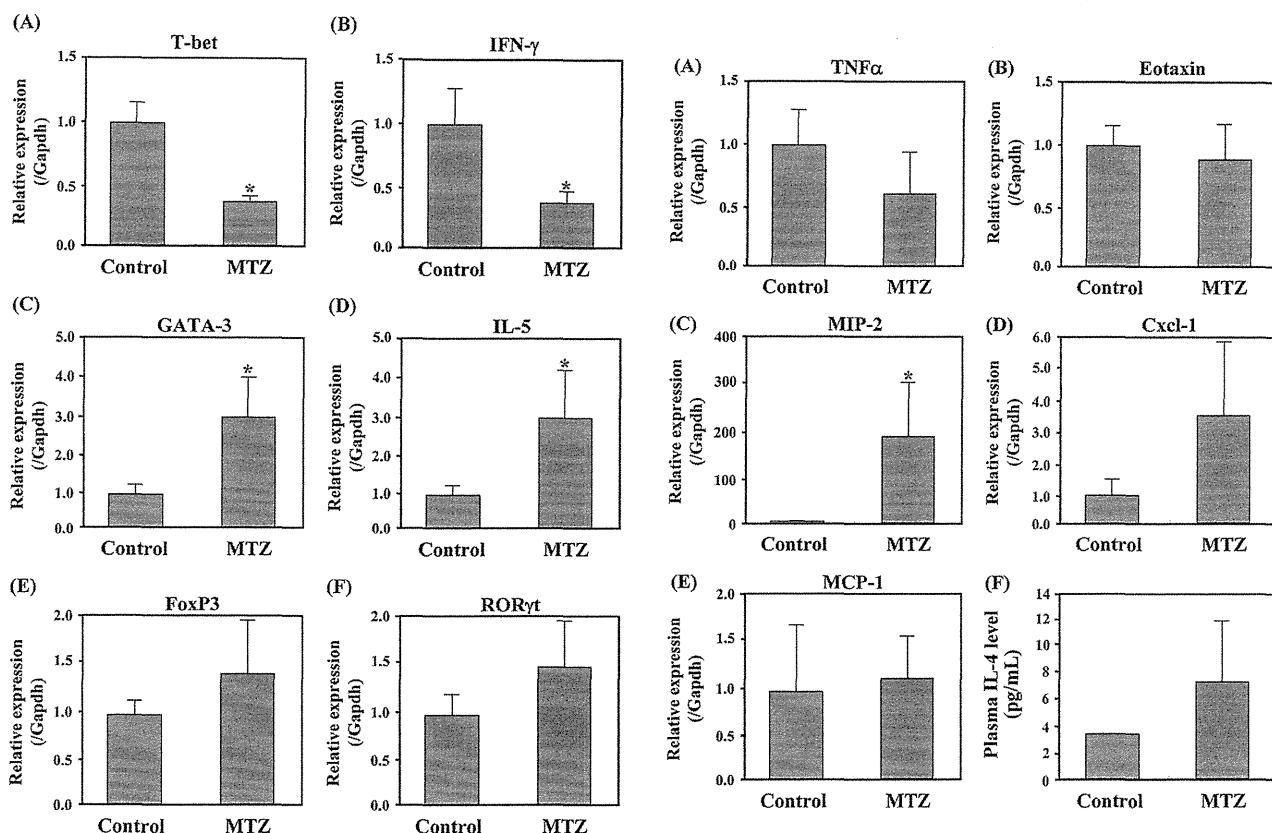 (A)
T-bet
Relative expression
(/Gapdh)
1.5
1.0
0.5
0.0
*
Control MTZ
(B)
IFN-γ
Relative expression
(/Gapdh)
1.5
1.0
0.5
0.0
*
Control MTZ
(C)
GATA-3
Relative expression
(/Gapdh)
5.0
4.0
3.0
2.0
1.0
0.0
*
Control MTZ
(D)
IL-5
Relative expression
(/Gapdh)
5.0
4.0
3.0
2.0
1.0
0.0
*
Control MTZ
(E)
FoxP3
Relative expression
(/Gapdh)
2.0
1.5
1.0
0.5
0.0
Control MTZ
(F)
RORγt
Relative expression
(/Gapdh)
2.0
1.5
1.0
0.5
0.0
Control MTZ
(A)
TNFα
Relative expression
(/Gapdh)
1.5
1.0
0.5
0.0
Control MTZ
(B)
Eotaxin
Relative expression
(/Gapdh)
1.5
1.0
0.5
0.0
Control MTZ
(C)
MIP-2
Relative expression
(/Gapdh)
400
300
200
100
0
*
Control MTZ
(D)
Cxcl-1
Relative expression
(/Gapdh)
6.0
5.0
4.0
3.0
2.0
1.0
0.0
Control MTZ
(E)
MCP-1
Relative expression
(/Gapdh)
2.0
1.5
1.0
0.5
0.0
Control MTZ
(F)
Plasma IL-4 level
(pg/mL)
14
12
10
8
6
4
2
0
Control MTZ